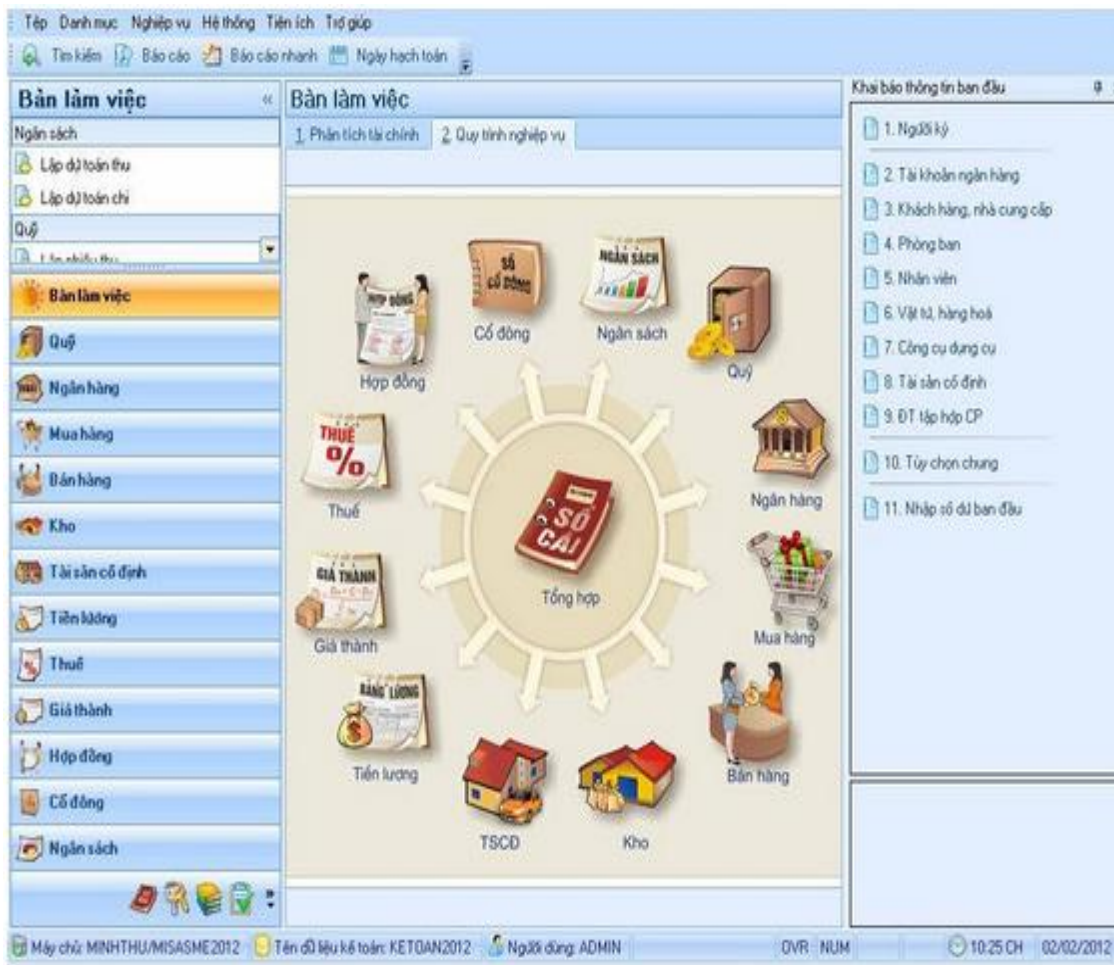 Tệp Danh mục Nghiệp vụ Hệ thống Tiện ích Trợ giúp
Tìm kiếm Báo cáo Báo cáo nhanh Ngày hạch toán
Bàn làm việc
Ngân sách
Lập dự toán thu
Lập dự toán chi
Quỹ
Lập phiếu thu
Bàn làm việc
Quỹ
Ngân hàng
Mua hàng
Bán hàng
Kho
Tài sản cố định
Tiền lương
Thuế
Giá thành
Hợp đồng
Cổ đông
Ngân sách
Bàn làm việc
1. Phân tích tài chính 2. Quy trình nghiệp vụ
SỔ CỔ ĐÔNG
Cổ đông
NGÂN SÁCH
Ngân sách
HỢP ĐỒNG
Hợp đồng
Quỹ
THUẾ %
Thuế
Ngân hàng
SỔ CÁI
Tổng hợp
GIÁ THÀNH
Giá thành
Mua hàng
BẢNG LƯƠNG
Tiền lương
TSCD
Kho
Bán hàng
Khai báo thông tin ban đầu
1. Người ký
2. Tài khoản ngân hàng
3. Khách hàng, nhà cung cấp
4. Phòng ban
5. Nhân viên
6. Vật tư, hàng hoá
7. Công cụ dụng cụ
8. Tài sản cố định
9. ĐT tập hợp CP
10. Tùy chọn chung
11. Nhập số dư ban đầu
Máy chủ: MINHTHU/MISASME2012 Tên dữ liệu kế toán: KETOAN2012 Người dùng: ADMIN OVR NUM 10:25 CH 02/02/2012